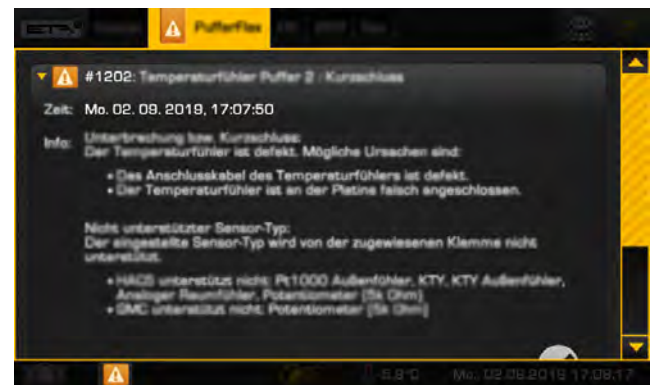 ETA
PufferFlex
#1202: Temperaturfühler Puffer 2 : Kurzschluss
Zeit: Mo. 02. 09. 2019, 17:07:50
Info: Unterbrechung bzw. Kurzschluss:
Der Temperaturfühler ist defekt. Mögliche Ursachen sind:
• Das Anschlusskabel des Temperaturfühlers ist defekt.
• Der Temperaturfühler ist an der Platine falsch angeschlossen.
Nicht unterstützter Sensor-Typ:
Der eingestellte Sensor-Typ wird von der zugewiesenen Klemme nicht
unterstützt.
unterstützt nicht: Pt1000 Außenfühler, KTY, KTY Außenfühler,
Analoger Raumfühler, Potentiometer (5k Ohm)
unterstützt nicht: Potentiometer (5k Ohm)
-5.8°C Mo. 02.09.2019 17:08:17